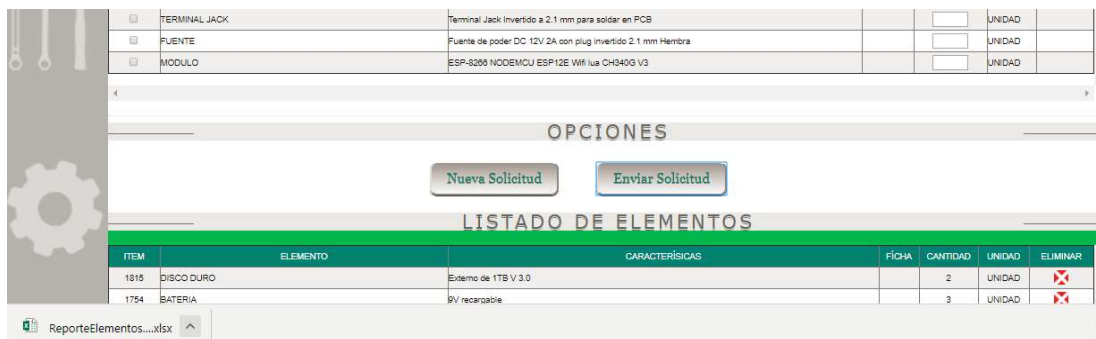 TERMINAL JACK Terminal Jack Invertido a 2.1 mm para soldar en PCB UNIDAD
FUENTE Fuente de poder DC 12V 2A con plug invertido 2.1 mm Hembra UNIDAD
MODULO ESP-8266 NODEMCU ESP12E Wifi lua CH340G V3 UNIDAD
OPCIONES
Nueva Solicitud Enviar Solicitud
LISTADO DE ELEMENTOS
ITEM ELEMENTO CARACTERÍSICAS FÍCHA CANTIDAD UNIDAD ELIMINAR
1815 DISCO DURO Externo de 1TB V 3.0 2 UNIDAD
1754 BATERIA 9V recargable 3 UNIDAD
ReporteElementos....xlsx